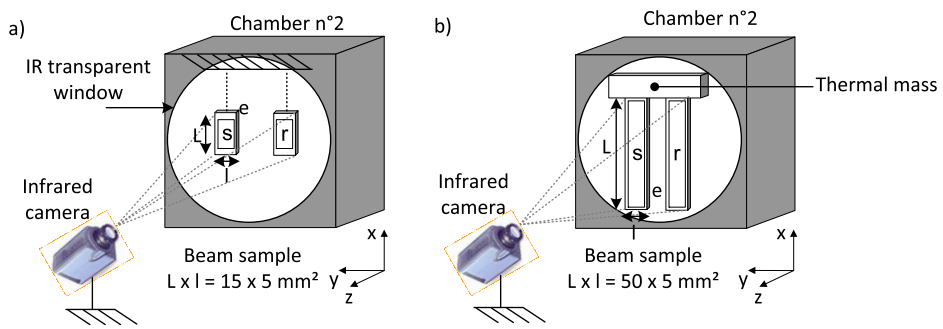 a)
Chamber n°2
IR transparent
window
e
L
s
r
l
Infrared
camera
Beam sample
L x l = 15 x 5 mm²
x
y
z
b)
Chamber n°2
Thermal mass
L
s
r
e
l
Infrared
camera
Beam sample
L x l = 50 x 5 mm²
x
y
z